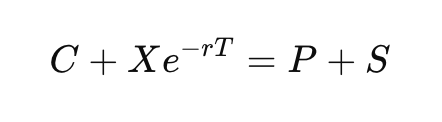 C + Xe^{-rT} = P + S